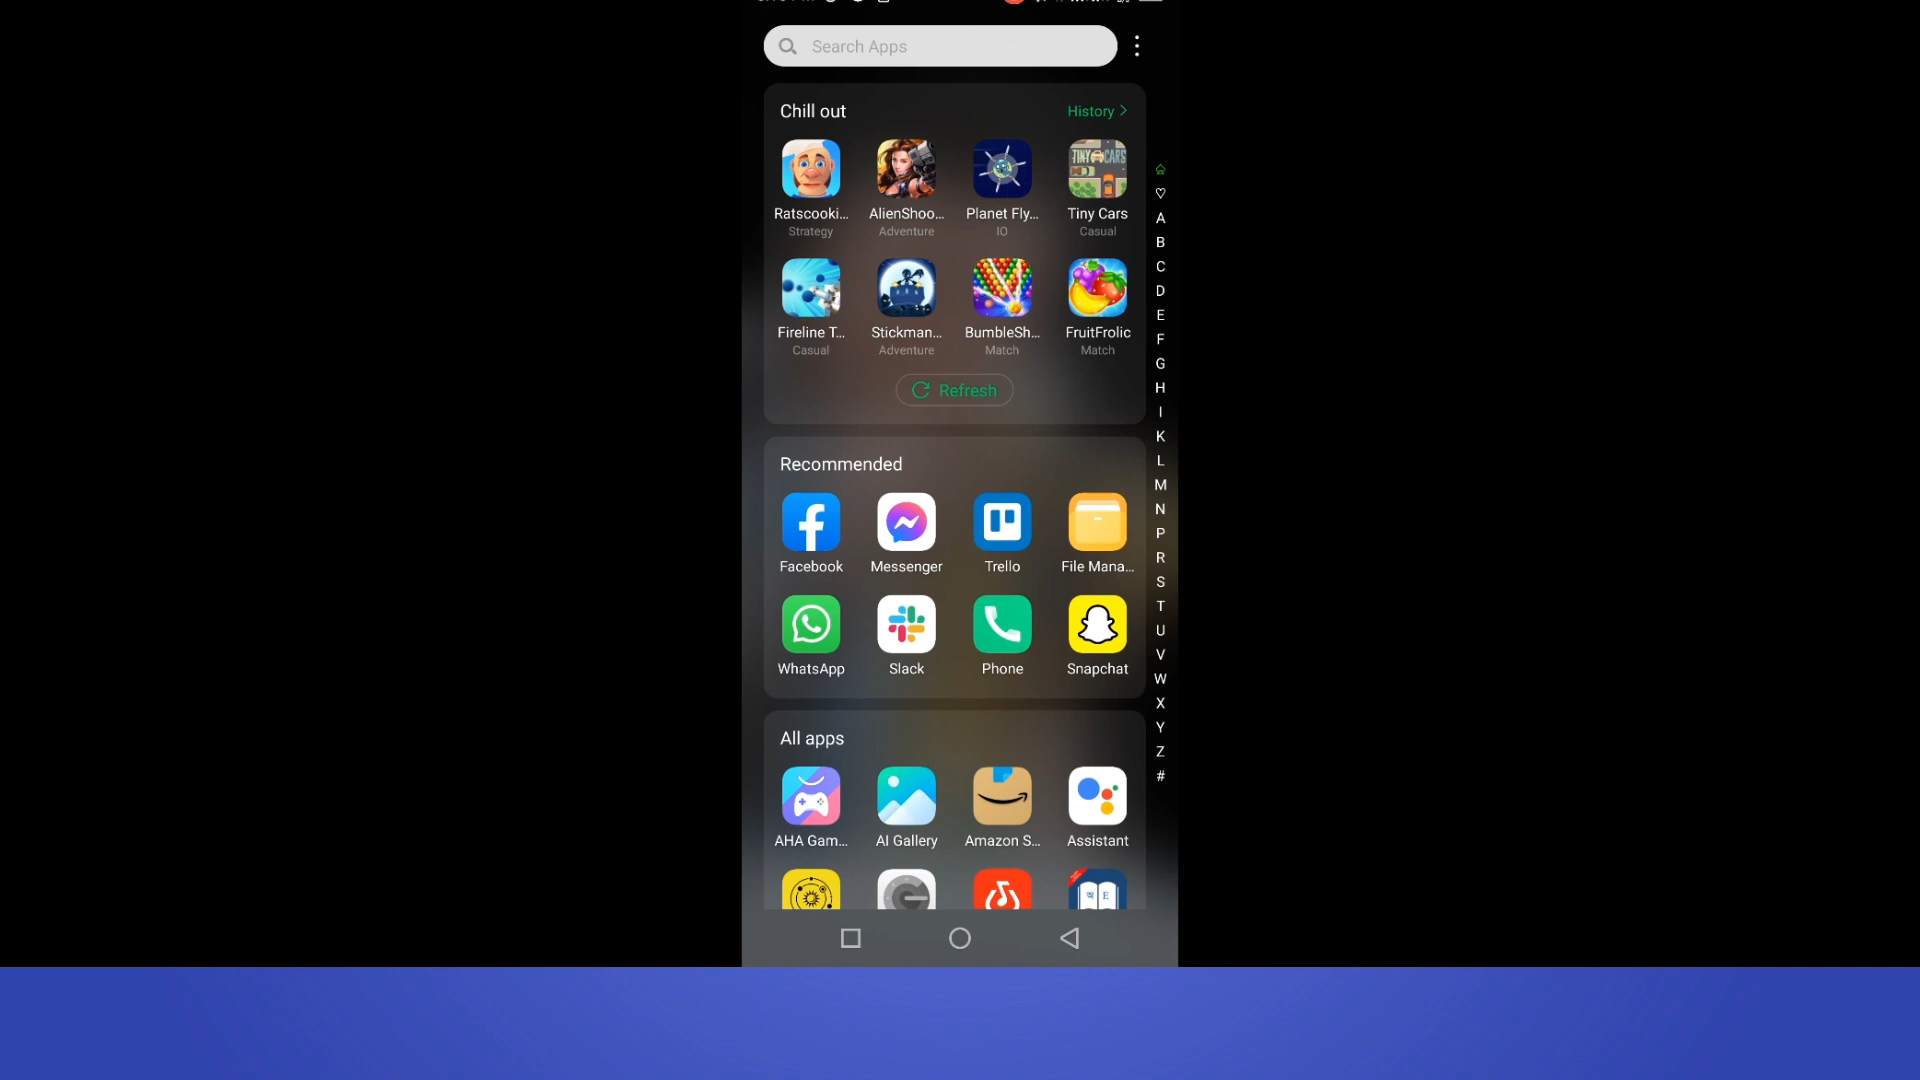 Search Apps
Chill out
History >
TINY CARS
Ratscooki...
AlienShoo...
Planet Fly...
Tiny Cars
Strategy
Adventure
IO
Casual
Fireline T...
Stickman...
BumbleSh...
FruitFrolic
Casual
Adventure
Match
Match
Refresh
Recommended
Facebook
Messenger
Trello
File Mana...
WhatsApp
Slack
Phone
Snapchat
All apps
AHA Gam...
AI Gallery
Amazon S...
Assistant
A
B
C
D
E
F
G
H
I
K
L
M
N
P
R
S
T
U
V
W
X
Y
Z
#